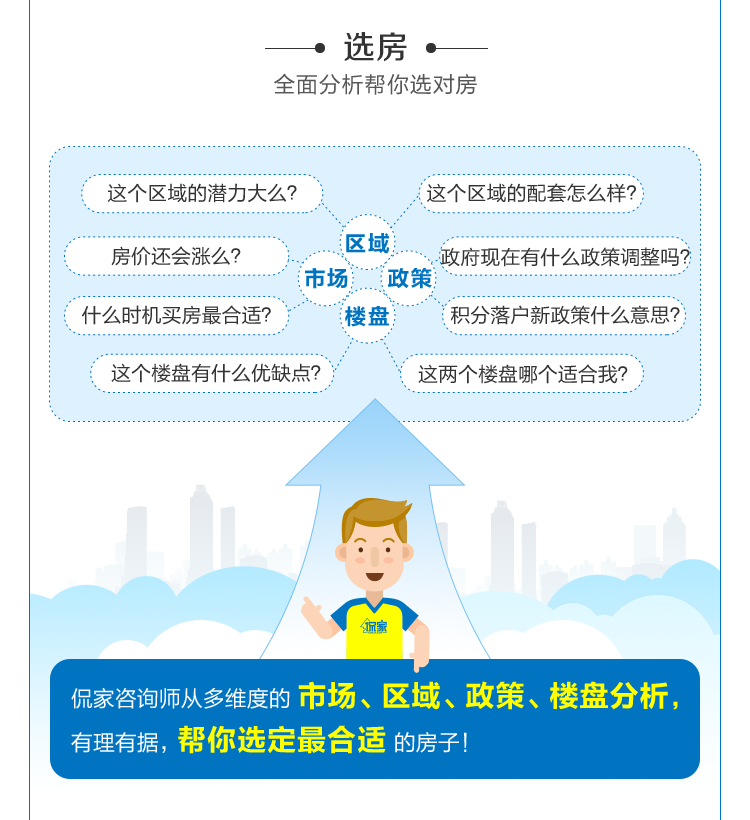 选房
全面分析帮你选对房
这个区域的潜力大么?
这个区域的配套怎么样?
区域
房价还会涨么?
政府现在有什么政策调整吗?
市场
政策
什么时机买房最合适?
积分落户新政策什么意思?
楼盘
这个楼盘有什么优缺点?
这两个楼盘哪个适合我?
侃家
侃家咨询师从多维度的 市场、区域、政策、楼盘分析,
有理有据, 帮你选定最合适 的房子!